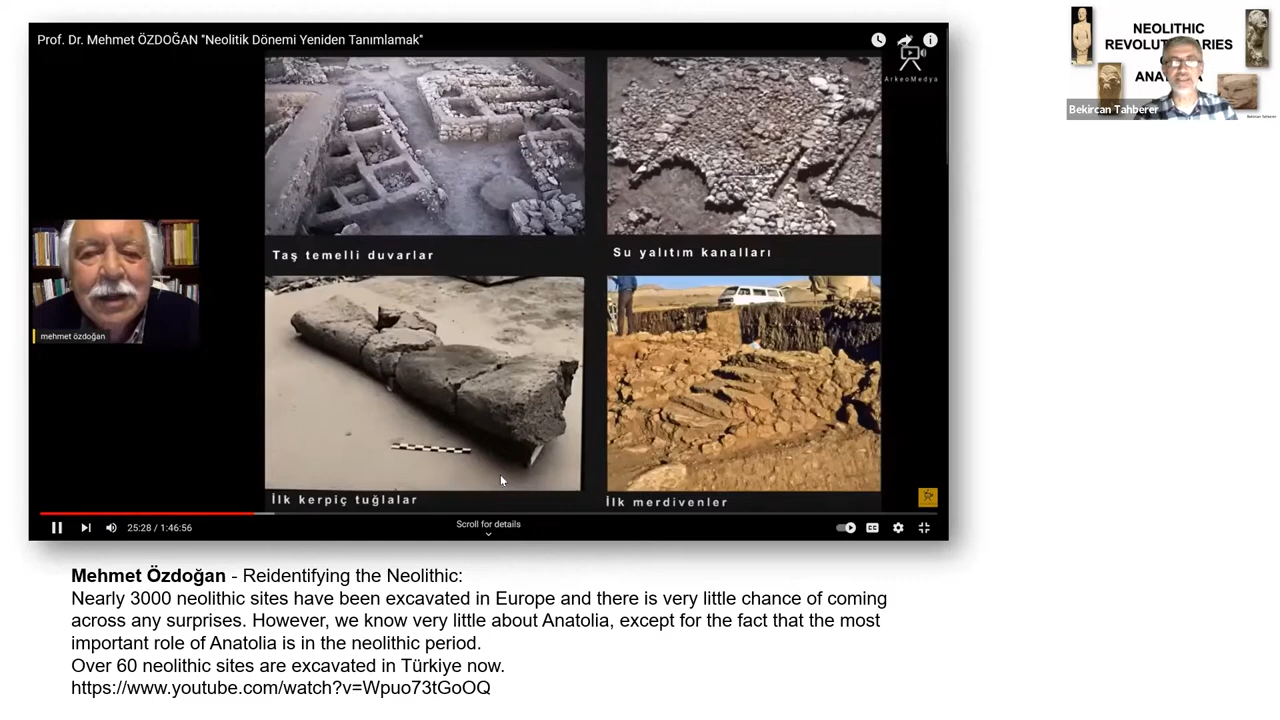 Prof. Dr. Mehmet ÖZDOĞAN "Neolitik Dönemi Yeniden Tanımlamak"
ArkeoMedya
Taş temelli duvarlar
Su yalıtım kanalları
mehmet özdoğan
İlk kerpiç tuğlalar
İlk merdivenler
25:28 / 1:46:56
Scroll for details
CC
NEOLITHIC
REVOLUT ARIES
ANA
Bekircan Tahberer
Bekircan Tahberer
Mehmet Özdoğan - Reidentifying the Neolithic:
Nearly 3000 neolithic sites have been excavated in Europe and there is very little chance of coming
across any surprises. However, we know very little about Anatolia, except for the fact that the most
important role of Anatolia is in the neolithic period.
Over 60 neolithic sites are excavated in Türkiye now.
https://www.youtube.com/watch?v=Wpuo73tGoOQ